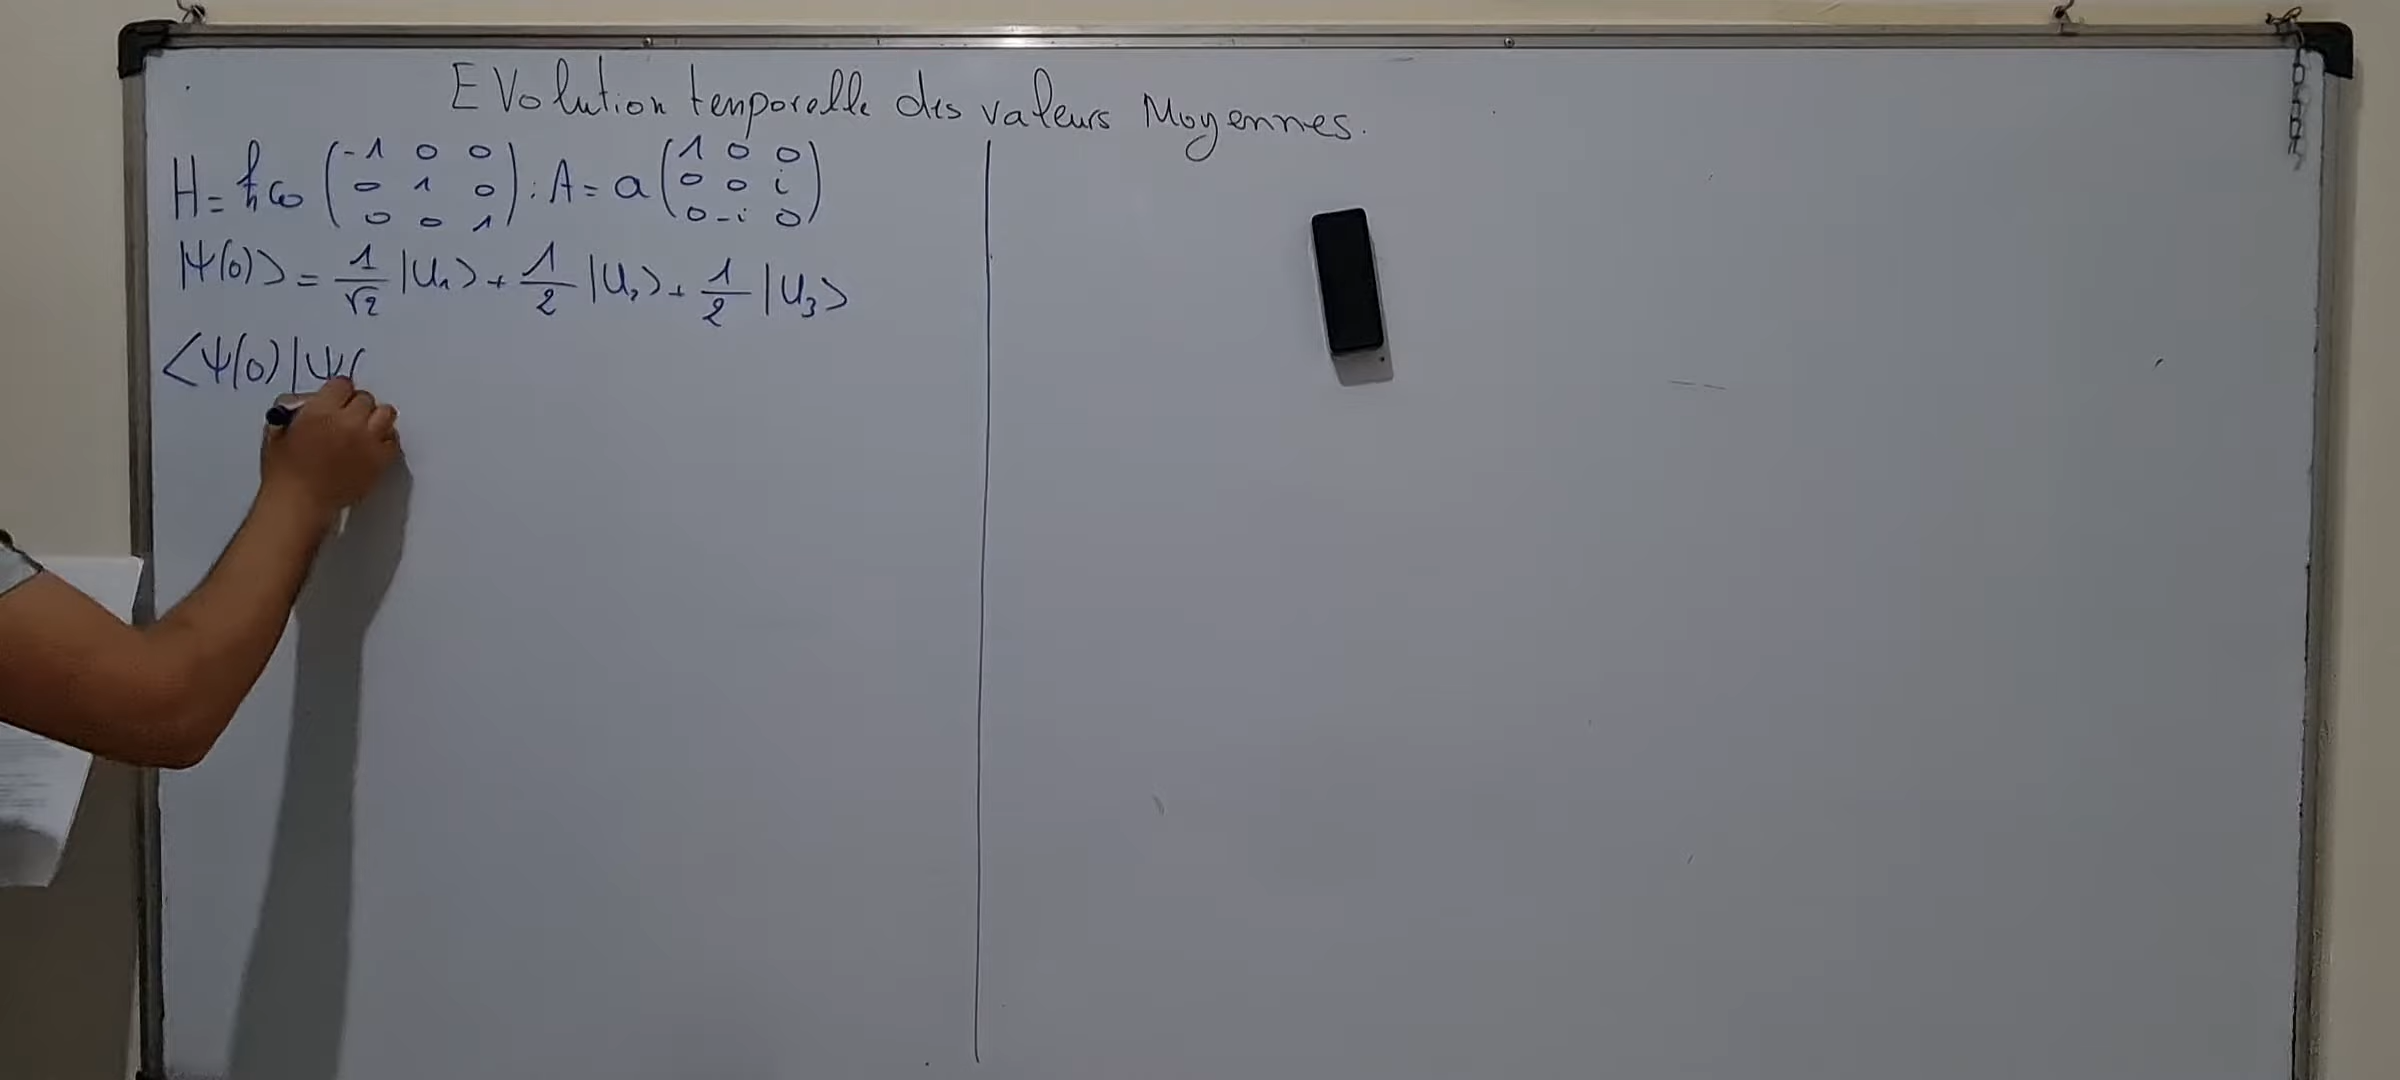 EVolution temporelle des valeurs Moyennes.
H = ħω (-1 0 0 ; 0 1 0 ; 0 0 1) ; A = a (1 0 0 ; 0 0 i ; 0 -i 0)
|Ψ(0)> = 1/√2 |U₁> + 1/2 |U₂> + 1/2 |U₃>
<Ψ(0)|Ψ(